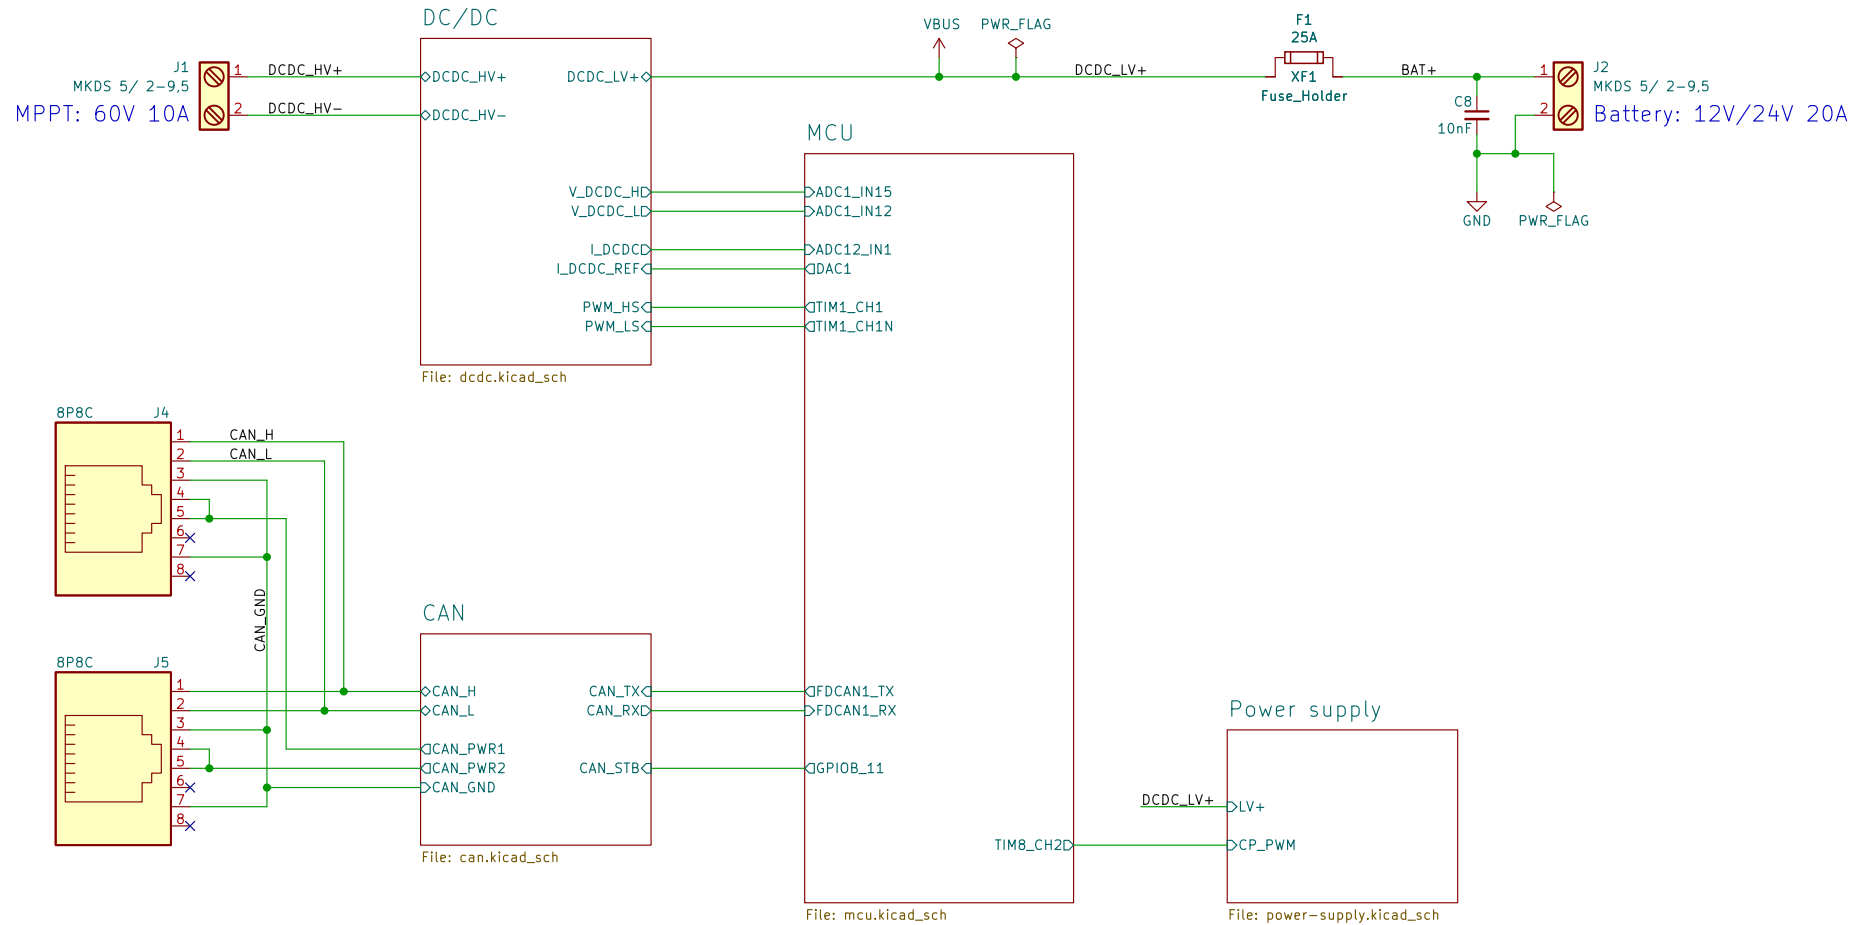 DC/DC
J1
MKDS 5/ 2-9,5
MPPT: 60V 10A
1
2
DCDC_HV+
DCDC_HV-
DCDC_HV+
DCDC_HV-
DCDC_LV+
V_DCDC_H
V_DCDC_L
I_DCDC
I_DCDC_REF
PWM_HS
PWM_LS
File: dcdc.kicad_sch
VBUS
PWR_FLAG
DCDC_LV+
F1
25A
XF1
Fuse_Holder
BAT+
C8
10nF
GND
PWR_FLAG
1
2
J2
MKDS 5/ 2-9,5
Battery: 12V/24V 20A
MCU
ADC1_IN15
ADC1_IN12
ADC12_IN1
DAC1
TIM1_CH1
TIM1_CH1N
FDCAN1_TX
FDCAN1_RX
GPIOB_11
TIM8_CH2
File: mcu.kicad_sch
8P8C
J4
1
2
3
4
5
6
7
8
CAN_H
CAN_L
CAN_GND
8P8C
J5
1
2
3
4
5
6
7
8
CAN
CAN_H
CAN_L
CAN_PWR1
CAN_PWR2
CAN_GND
CAN_TX
CAN_RX
CAN_STB
File: can.kicad_sch
Power supply
DCDC_LV+
LV+
CP_PWM
File: power-supply.kicad_sch